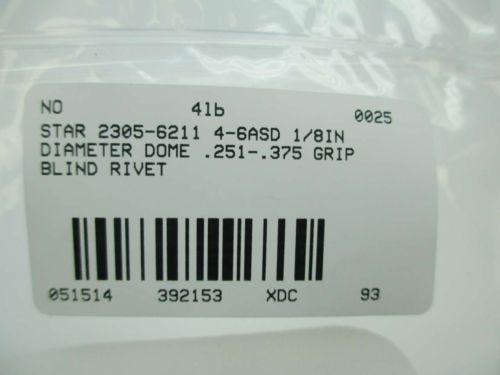 NO 41b 0025
STAR 2305-6211 4-6ASD 1/8IN
DIAMETER DOME .251-.375 GRIP
BLIND RIVET
051514 392153 XDC 93